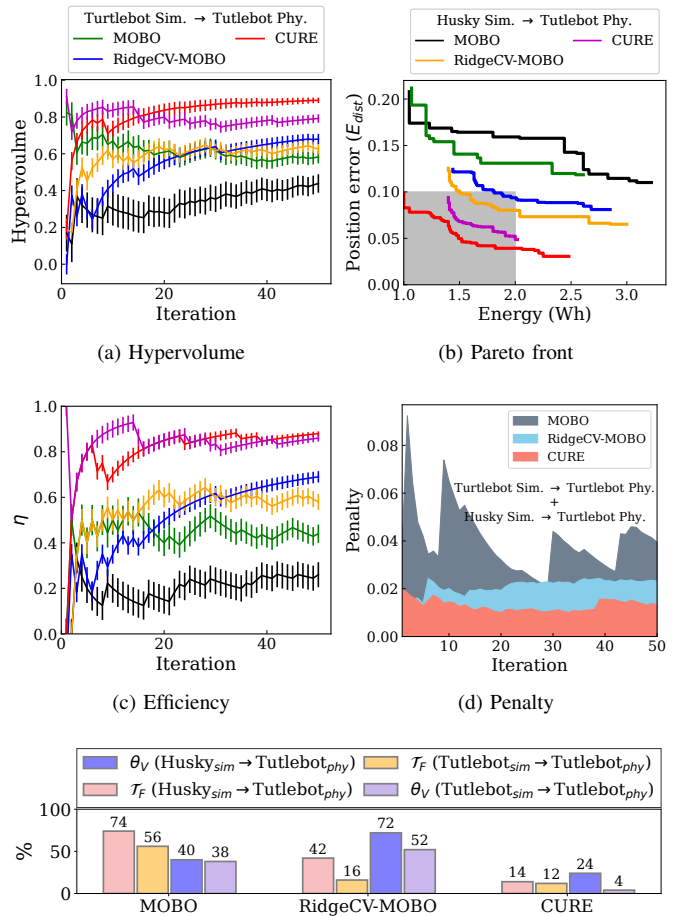 Turtlebot Sim. → Tutlebot Phy.
MOBO
CURE
RidgeCV-MOBO
1.0
0.8
0.6
0.4
0.2
0.0
Hypervoulme
0
20
40
Iteration
(a) Hypervolume
Husky Sim. → Tutlebot Phy.
MOBO
CURE
RidgeCV-MOBO
0.20
0.15
0.10
0.05
0.00
Position error (E_dist)
1.0
1.5
2.0
2.5
3.0
Energy (Wh)
(b) Pareto front
1.0
0.8
0.6
0.4
0.2
0.0
η
0
20
40
Iteration
(c) Efficiency
MOBO
RidgeCV-MOBO
CURE
Turtlebot Sim. → Turtlebot Phy.
+
Husky Sim. → Turtlebot Phy.
0.08
0.06
0.04
0.02
0.00
Penalty
10
20
30
40
50
Iteration
(d) Penalty
θ_V (Husky_sim→Tutlebot_phy)
T_F (Tutlebot_sim→Tutlebot_phy)
T_F (Husky_sim→Tutlebot_phy)
θ_V (Tutlebot_sim→Tutlebot_phy)
100
50
0
%
74
56
40
38
42
16
72
52
14
12
24
4
MOBO
RidgeCV-MOBO
CURE